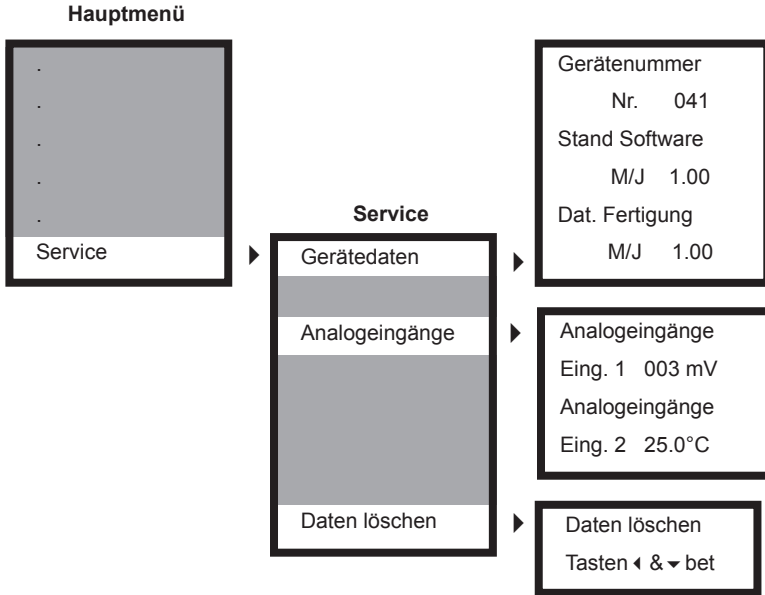 Hauptmenü
.
.
.
.
.
Service
Service
Gerätedaten
Analogeingänge
Daten löschen
Gerätenummer
Nr. 041
Stand Software
M/J 1.00
Dat. Fertigung
M/J 1.00
Analogeingänge
Eing. 1 003 mV
Analogeingänge
Eing. 2 25.0°C
Daten löschen
Tasten ◂ & ▾ bet